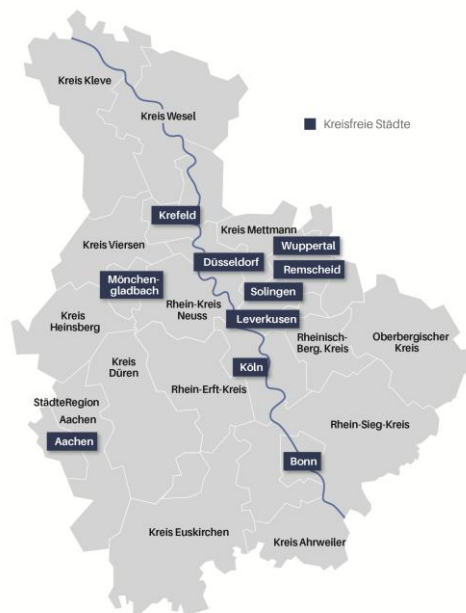 Kreis Kleve
Kreis Wesel
Kreisfreie Städte
Krefeld
Kreis Mettmann
Wuppertal
Kreis Viersen
Düsseldorf
Remscheid
Mönchen-
gladbach
Solingen
Rhein-Kreis
Neuss
Leverkusen
Kreis
Heinsberg
Rheinisch-
Berg. Kreis
Oberbergischer
Kreis
Kreis
Düren
Köln
Rhein-Erft-Kreis
StädteRegion
Aachen
Rhein-Sieg-Kreis
Aachen
Bonn
Kreis Euskirchen
Kreis Ahrweiler